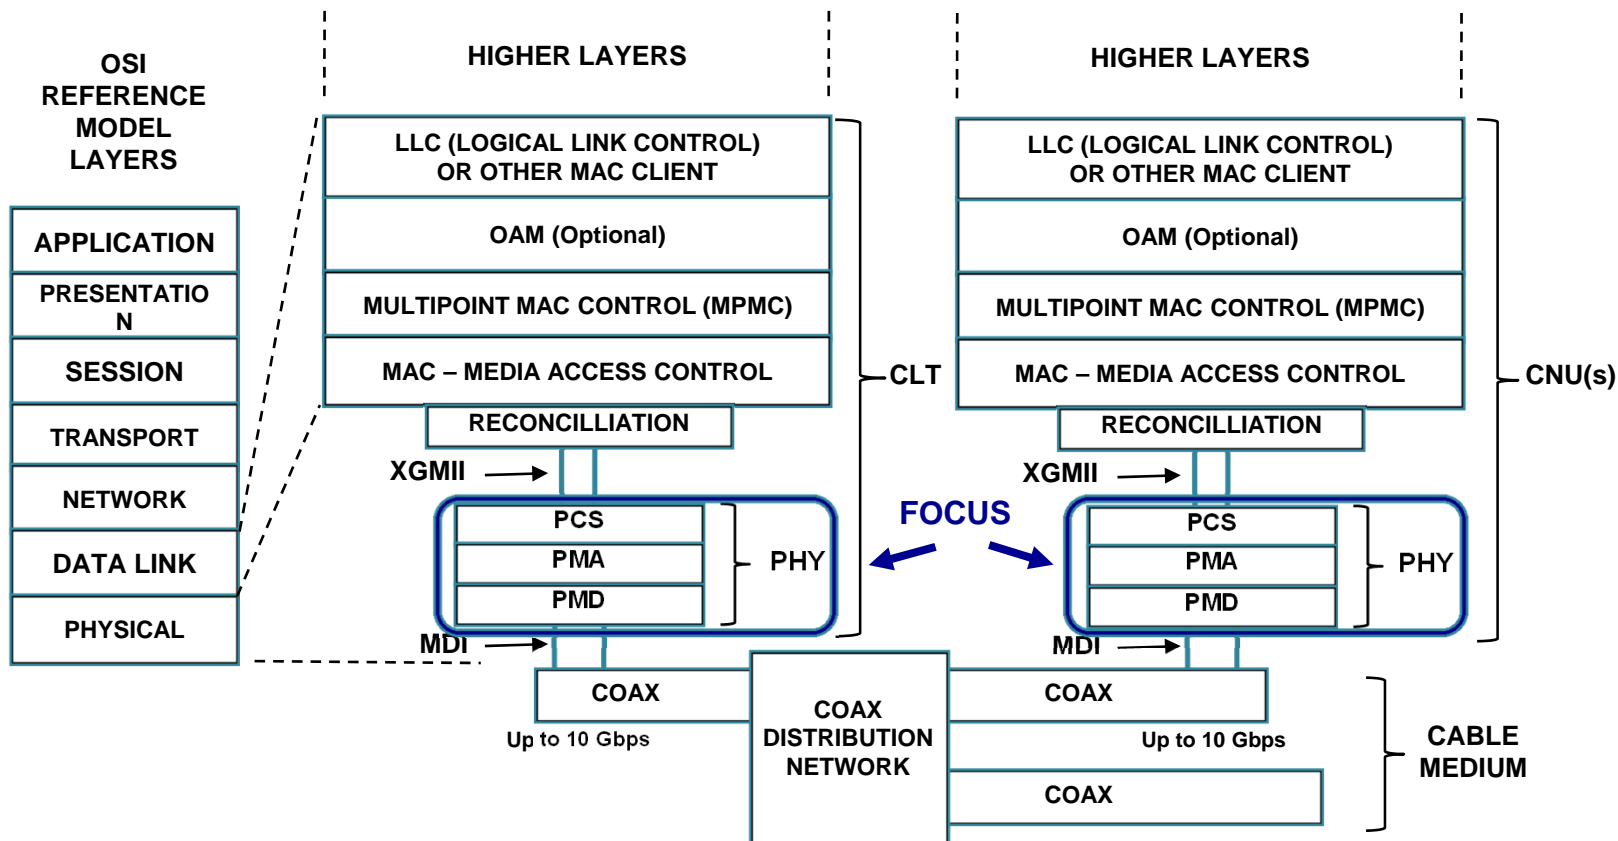 OSI
REFERENCE
MODEL
LAYERS
APPLICATION
PRESENTATIO
N
SESSION
TRANSPORT
NETWORK
DATA LINK
PHYSICAL
HIGHER LAYERS
LLC (LOGICAL LINK CONTROL)
OR OTHER MAC CLIENT
OAM (Optional)
MULTIPOINT MAC CONTROL (MPMC)
MAC – MEDIA ACCESS CONTROL
RECONCILLIATION
XGMII
PCS
PMA
PMD
PHY
MDI
CLT
FOCUS
HIGHER LAYERS
LLC (LOGICAL LINK CONTROL)
OR OTHER MAC CLIENT
OAM (Optional)
MULTIPOINT MAC CONTROL (MPMC)
MAC – MEDIA ACCESS CONTROL
RECONCILLIATION
XGMII
PCS
PMA
PMD
PHY
MDI
CNU(s)
COAX
Up to 10 Gbps
COAX
DISTRIBUTION
NETWORK
COAX
Up to 10 Gbps
COAX
CABLE
MEDIUM